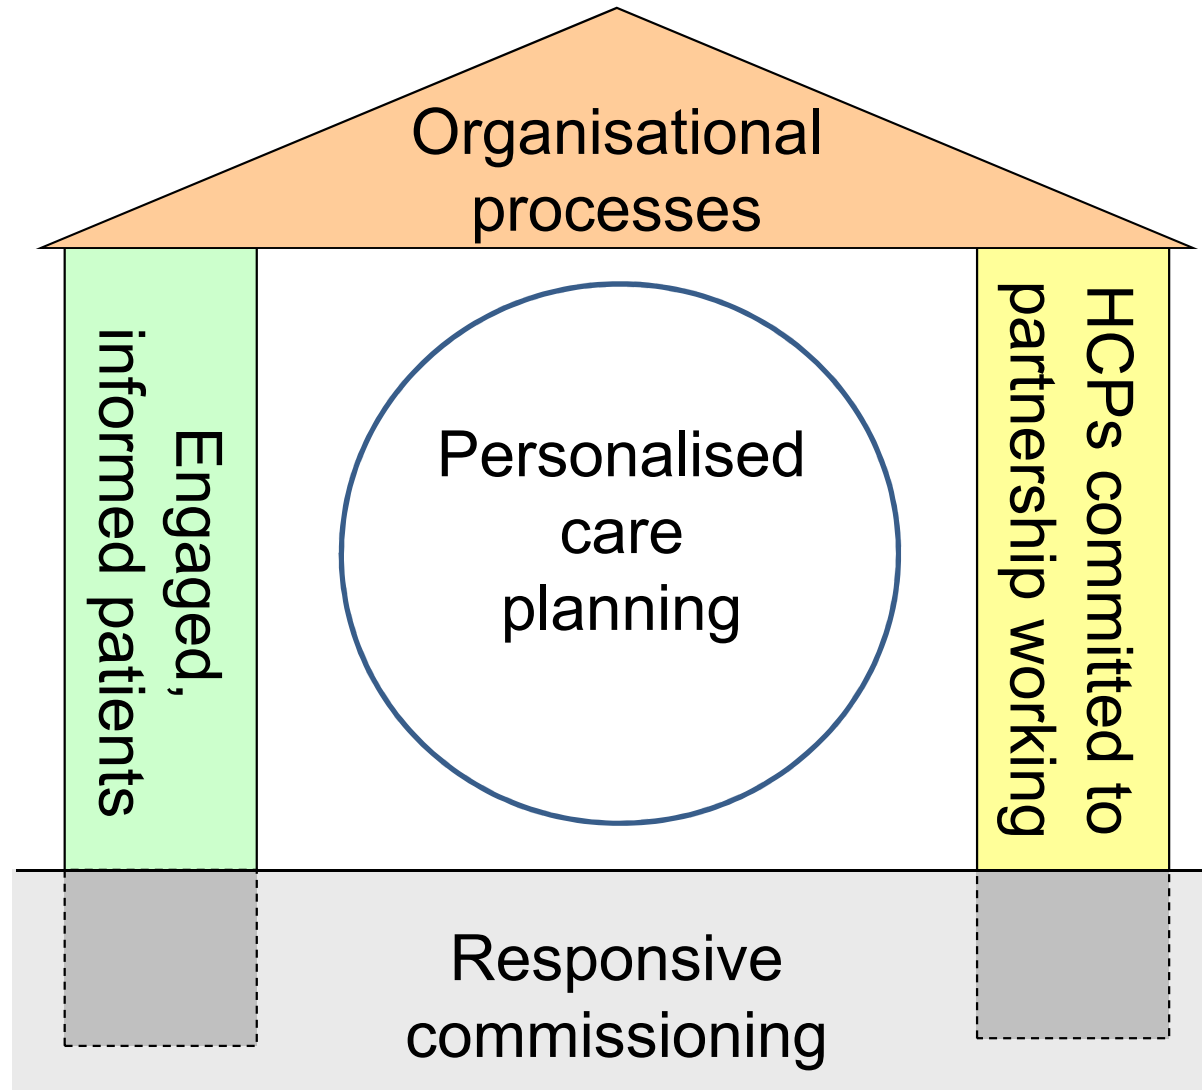 Organisational
processes
Engaged,
informed patients
Personalised
care
planning
HCPs committed to
partnership working
Responsive
commissioning